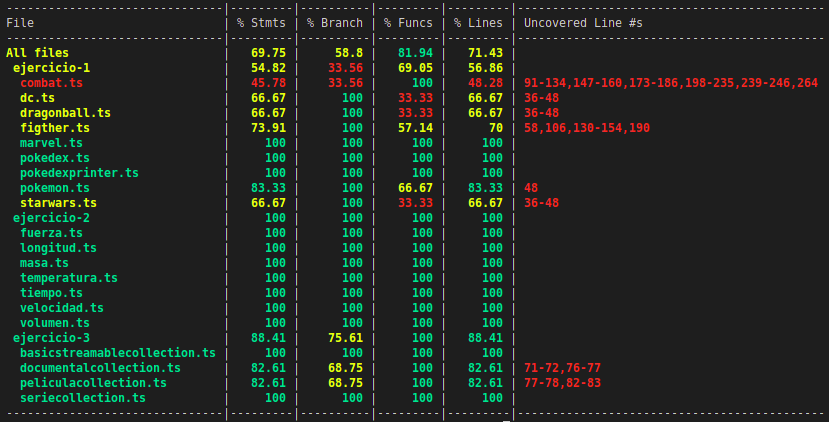 -------------------------------|----------|----------|----------|----------|-------------------------------------------|
File | % Stmts | % Branch | % Funcs | % Lines | Uncovered Line #s
-------------------------------|----------|----------|----------|----------|-------------------------------------------|
All files | 69.75 | 58.8 | 81.94 | 71.43 |
ejercicio-1 | 54.82 | 33.56 | 69.05 | 56.86 |
combat.ts | 45.78 | 33.56 | 100 | 48.28 | 91-134,147-160,173-186,198-235,239-246,264
dc.ts | 66.67 | 100 | 33.33 | 66.67 | 36-48
dragonball.ts | 66.67 | 100 | 33.33 | 66.67 | 36-48
figther.ts | 73.91 | 100 | 57.14 | 70 | 58,106,130-154,190
marvel.ts | 100 | 100 | 100 | 100 |
pokedex.ts | 100 | 100 | 100 | 100 |
pokedexprinter.ts | 100 | 100 | 100 | 100 |
pokemon.ts | 83.33 | 100 | 66.67 | 83.33 | 48
starwars.ts | 66.67 | 100 | 33.33 | 66.67 | 36-48
ejercicio-2 | 100 | 100 | 100 | 100 |
fuerza.ts | 100 | 100 | 100 | 100 |
longitud.ts | 100 | 100 | 100 | 100 |
masa.ts | 100 | 100 | 100 | 100 |
temperatura.ts | 100 | 100 | 100 | 100 |
tiempo.ts | 100 | 100 | 100 | 100 |
velocidad.ts | 100 | 100 | 100 | 100 |
volumen.ts | 100 | 100 | 100 | 100 |
ejercicio-3 | 88.41 | 75.61 | 100 | 88.41 |
basicstreamablecollection.ts | 100 | 100 | 100 | 100 |
documentalcollection.ts | 82.61 | 68.75 | 100 | 82.61 | 71-72,76-77
peliculacollection.ts | 82.61 | 68.75 | 100 | 82.61 | 77-78,82-83
seriecollection.ts | 100 | 100 | 100 | 100 |
-------------------------------|----------|----------|----------|----------|-------------------------------------------|